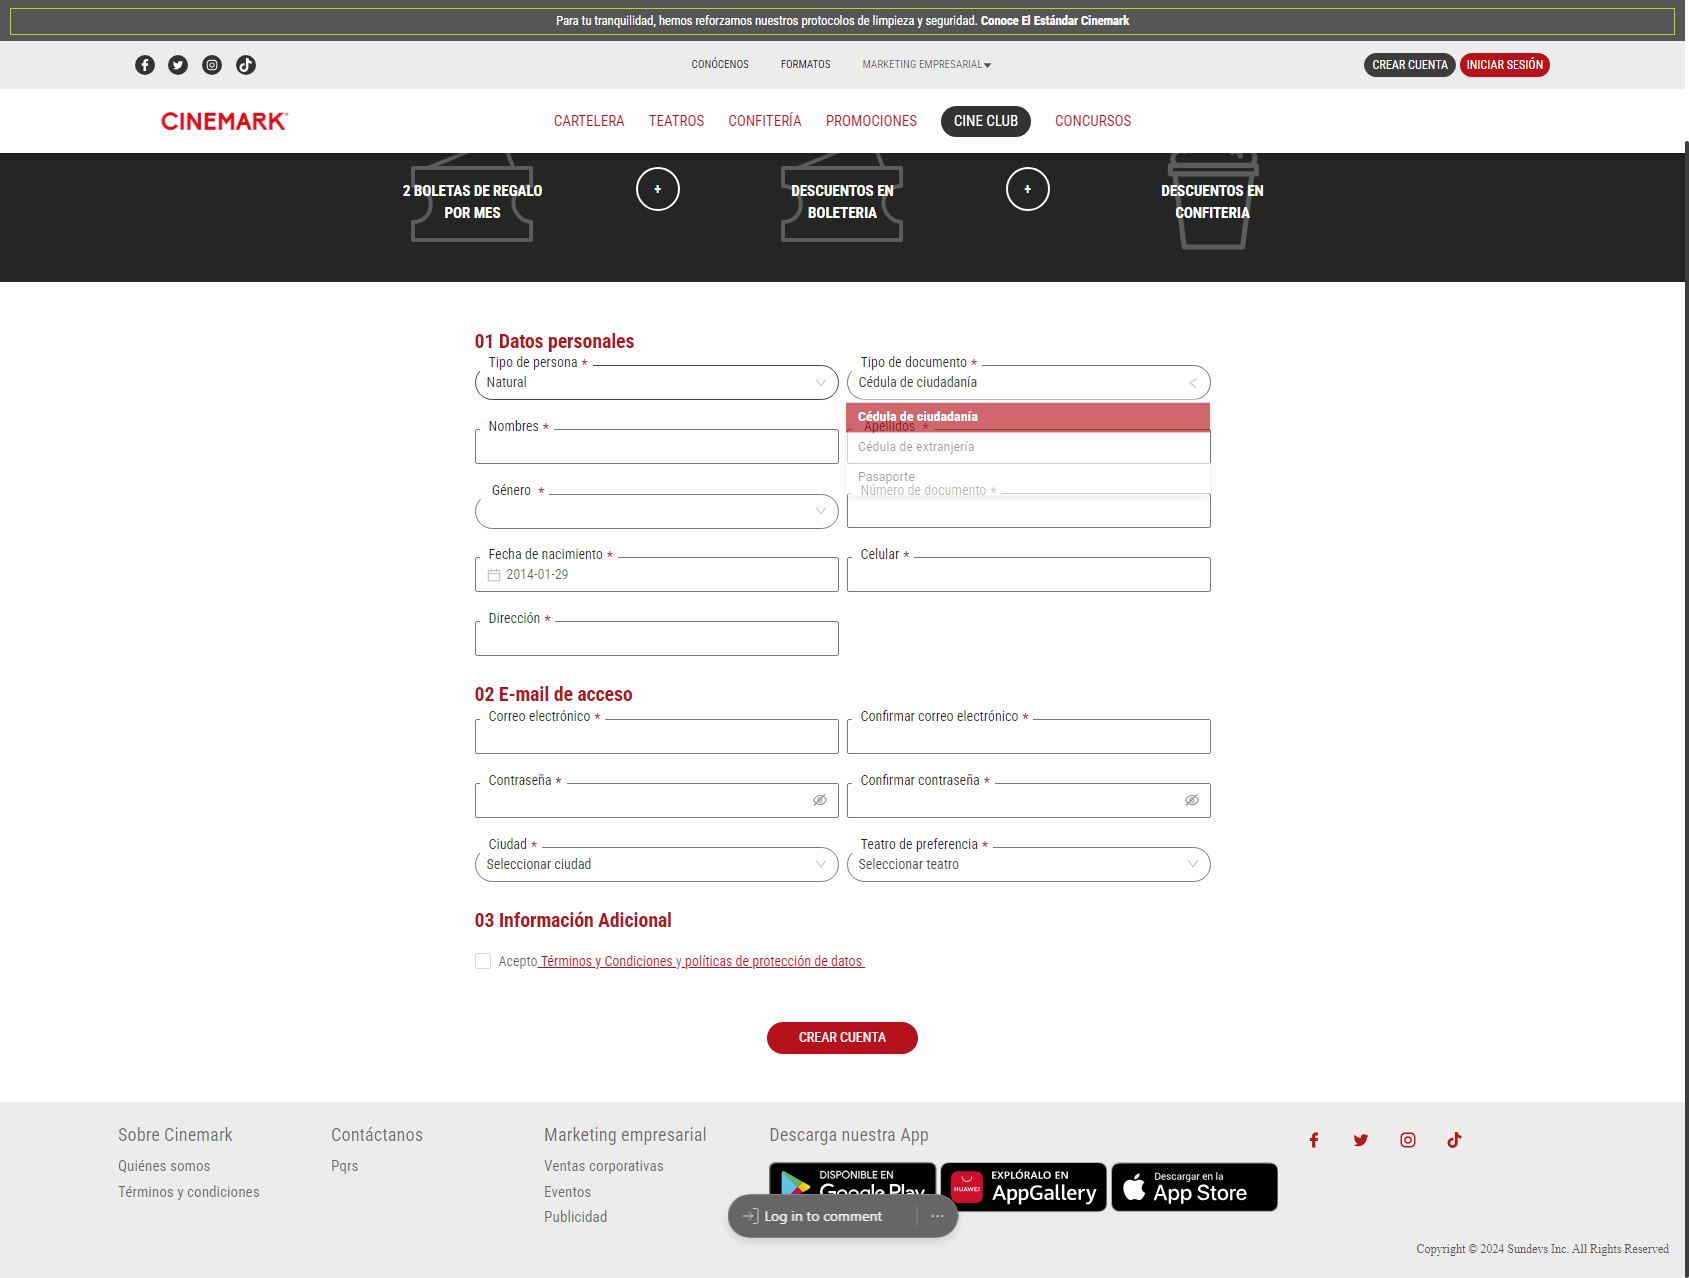 Para tu tranquilidad, hemos reforzamos nuestros protocolos de limpieza y seguridad. Conoce El Estándar Cinemark
CONÓCENOS FORMATOS MARKETING EMPRESARIAL CREAR CUENTA INICIAR SESIÓN
CINEMARK CARTELERA TEATROS CONFITERÍA PROMOCIONES CINE CLUB CONCURSOS
2 BOLETAS DE REGALO + DESCUENTOS EN + DESCUENTOS EN
POR MES BOLETERIA CONFITERIA
01 Datos personales
Tipo de persona * Tipo de documento *
Natural Cédula de ciudadanía
Cédula de ciudadanía
Nombres * Apellidos *
Cédula de extranjería
Pasaporte
Género * Número de documento *
Fecha de nacimiento * Celular *
2014-01-29
Dirección *
02 E-mail de acceso
Correo electrónico * Confirmar correo electrónico *
Contraseña * Confirmar contraseña *
Ciudad * Teatro de preferencia *
Seleccionar ciudad Seleccionar teatro
03 Información Adicional
Acepto Términos y Condiciones y políticas de protección de datos
CREAR CUENTA
Sobre Cinemark Contáctanos Marketing empresarial Descarga nuestra App
Quiénes somos Pqrs Ventas corporativas
Términos y condiciones Eventos
Publicidad
DISPONIBLE EN
Google Play
HUAWEI
EXPLÓRALO EN
AppGallery
Descargar en la
App Store
Log in to comment ...
Copyright © 2024 Sundevs Inc. All Rights Reserved